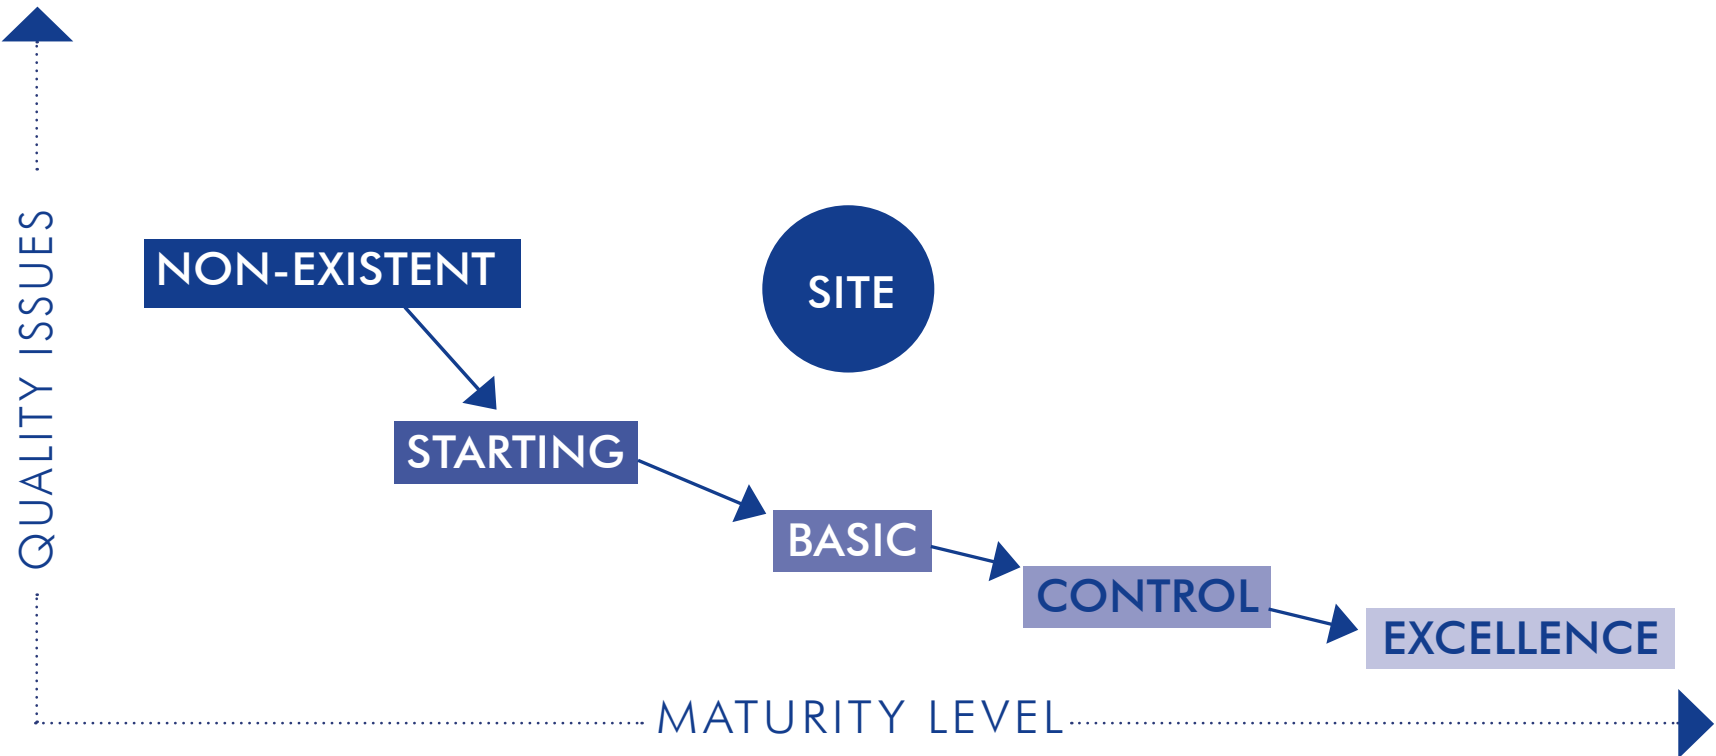 QUALITY ISSUES
NON-EXISTENT
SITE
STARTING
BASIC
CONTROL
EXCELLENCE
MATURITY LEVEL